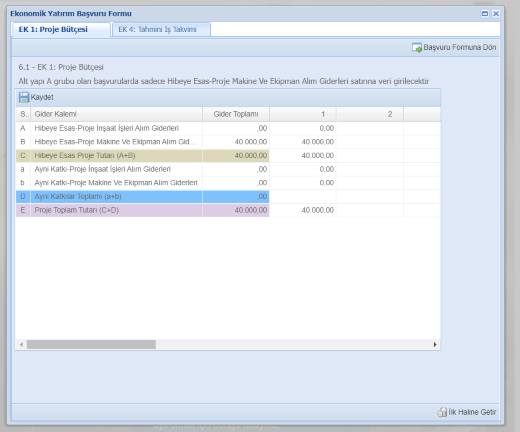 Ekonomik Yatırım Başvuru Formu
EK 1: Proje Bütçesi EK 4: Tahmini İş Takvimi
Başvuru Formuna Dön
6.1 - EK 1: Proje Bütçesi
Alt yapı A grubu olan başvurularda sadece Hibeye Esas-Proje Makine Ve Ekipman Alım Giderleri satırına veri girilecektir
Kaydet
S.. Gider Kalemi Gider Toplamı 1 2
A Hibeye Esas-Proje İnşaat İşleri Alım Giderleri ,00 0,00
B Hibeye Esas-Proje Makine Ve Ekipman Alım Gid... 40.000,00 40.000,00
C Hibeye Esas Proje Tutarı (A+B) 40.000,00 40.000,00
a Ayni Katkı-Proje İnşaat İşleri Alım Giderleri ,00 0,00
b Ayni Katkı-Proje Makine Ve Ekipman Alım Giderleri ,00 0,00
D Ayni Katkılar Toplamı (a+b) ,00
E Proje Toplam Tutarı (C+D) 40.000,00 40.000,00
İlk Haline Getir